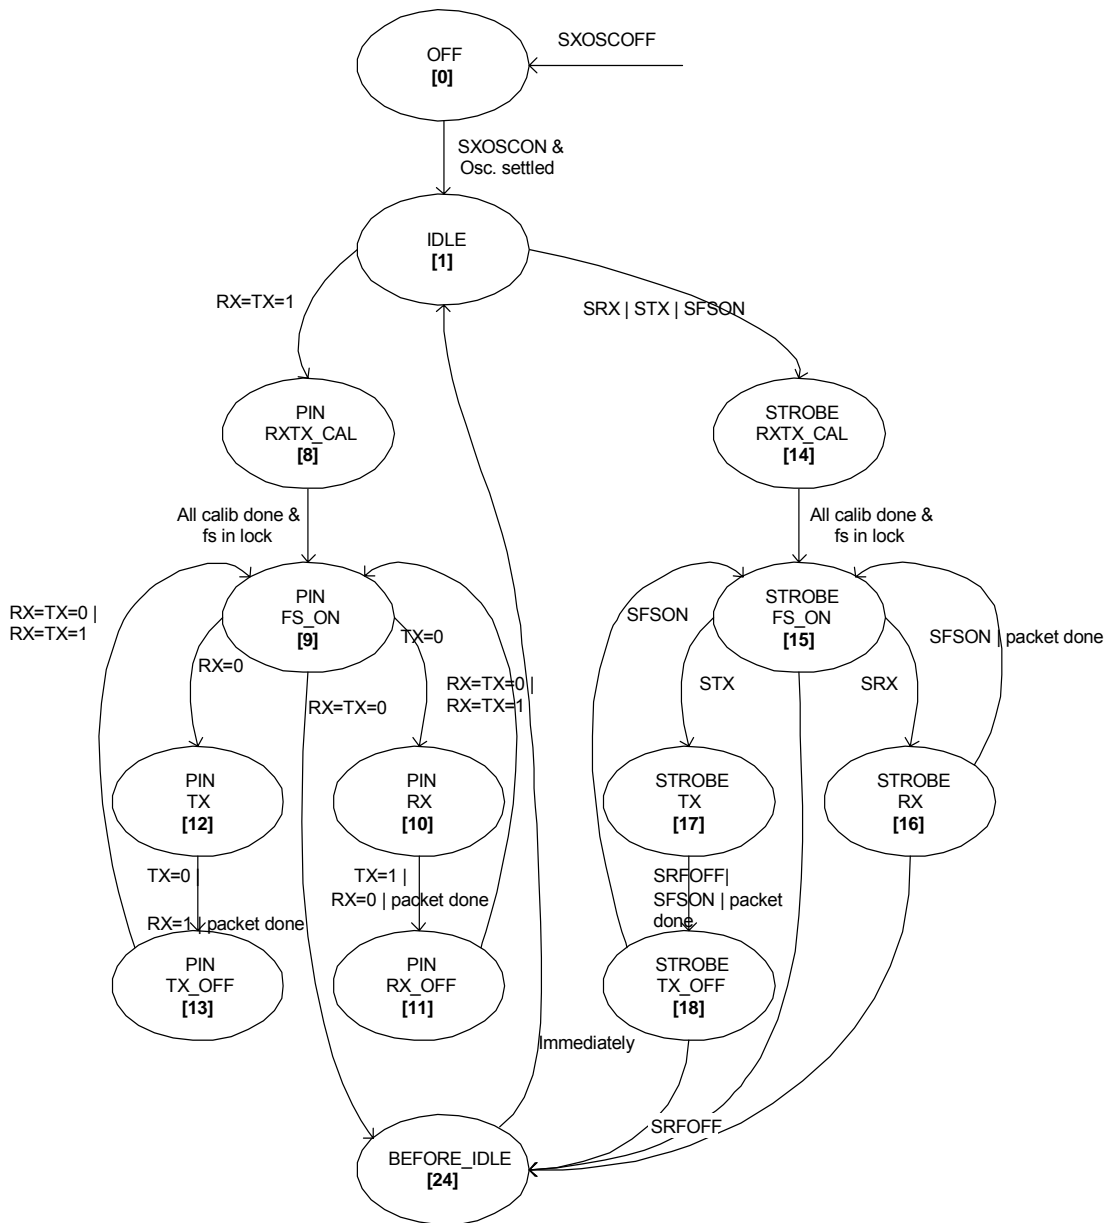 SXOSCOFF
OFF
[0]
SXOSCON &
Osc. settled
IDLE
[1]
RX=TX=1
SRX | STX | SFSON
PIN
RXTX_CAL
[8]
STROBE
RXTX_CAL
[14]
All calib done &
fs in lock
All calib done &
fs in lock
RX=TX=0 |
RX=TX=1
PIN
FS_ON
[9]
TX=0
RX=0
RX=TX=0 |
RX=TX=1
RX=TX=0
SFSON
STROBE
FS_ON
[15]
SFSON | packet done
STX
SRX
PIN
TX
[12]
PIN
RX
[10]
STROBE
TX
[17]
STROBE
RX
[16]
TX=0 |
RX=1 | packet done
TX=1 |
RX=0 | packet done
SRFOFF|
SFSON | packet
done
PIN
TX_OFF
[13]
PIN
RX_OFF
[11]
STROBE
TX_OFF
[18]
Immediately
SRFOFF
BEFORE_IDLE
[24]